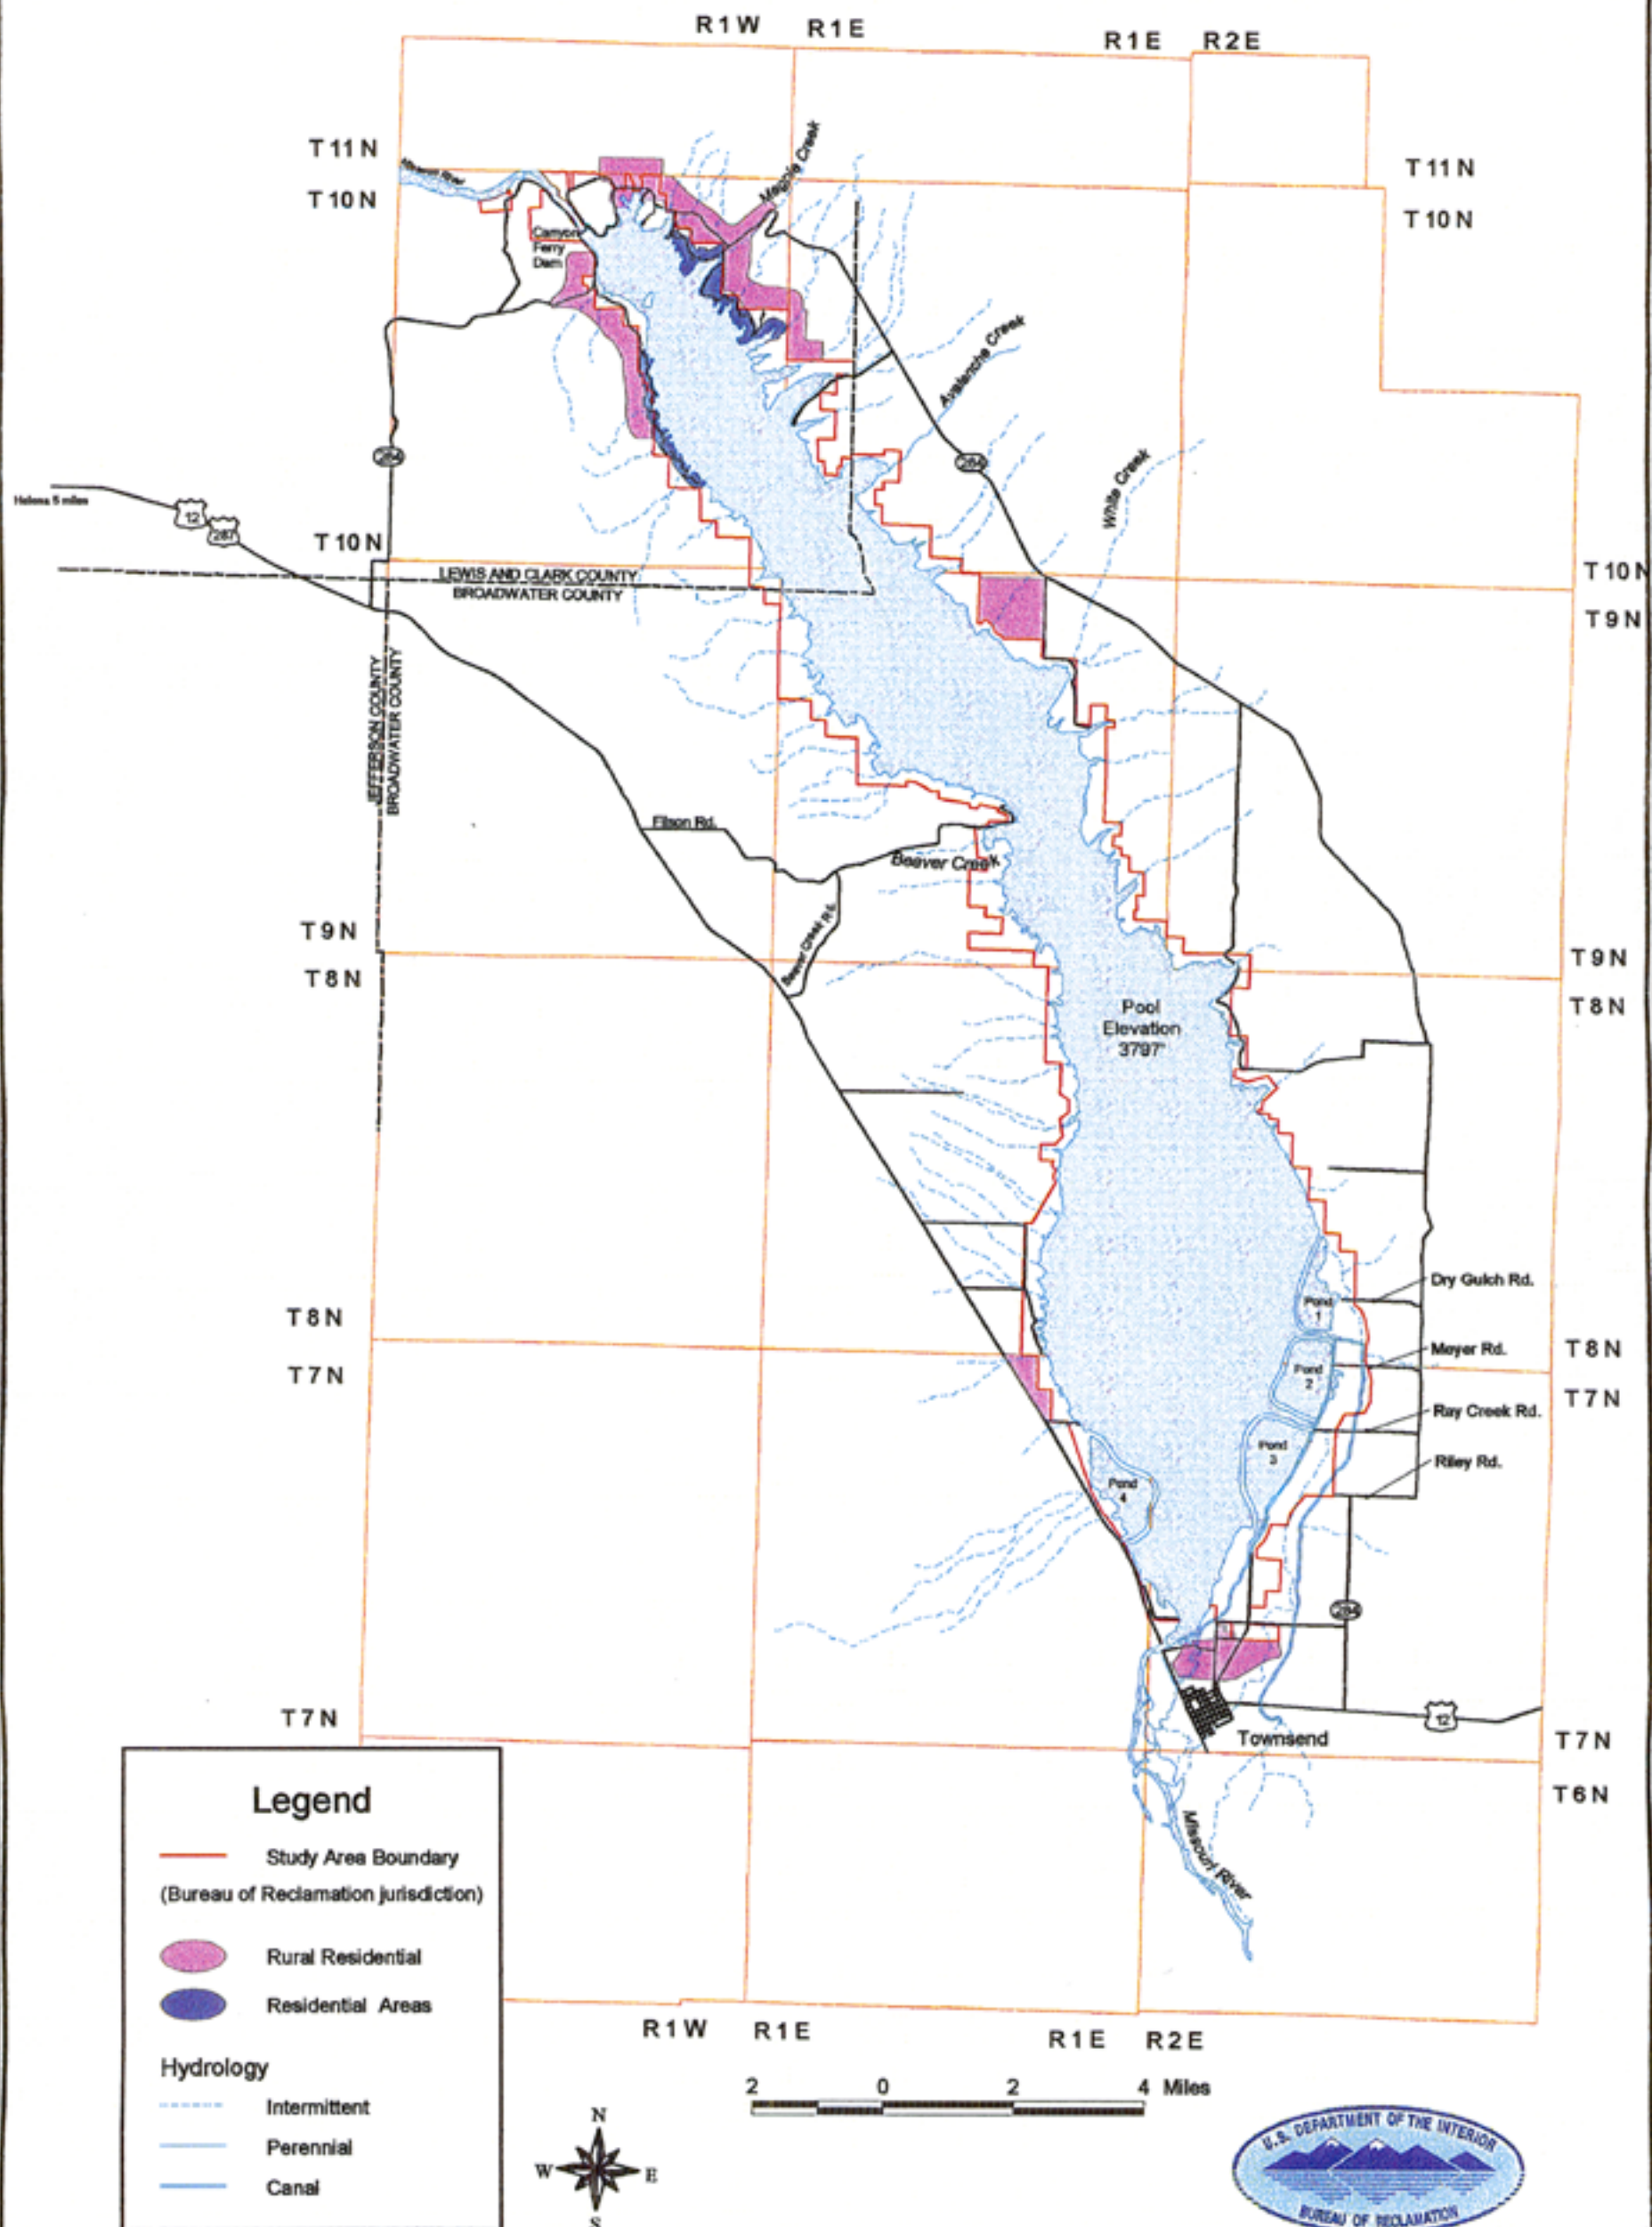 R1W R1E
R1E R2E
T11N
T10N
T11N
T10N
Missouri River
Magpie Creek
Canyon
Ferry
Dam
Avalanche Creek
284
284
White Creek
Helena 5 miles
12
287
T10N
T10N
T9N
LEWIS AND CLARK COUNTY
BROADWATER COUNTY
JEFFERSON COUNTY
BROADWATER COUNTY
Filson Rd.
Beaver Creek
Beaver Creek Rd.
T9N
T8N
T9N
T8N
Pool
Elevation
3797'
Dry Gulch Rd.
Pond
1
T8N
T7N
Meyer Rd.
T8N
T7N
Pond
2
Ray Creek Rd.
Pond
3
Riley Rd.
Pond
4
284
T7N
12
Townsend
T7N
T6N
Missouri River
Legend
Study Area Boundary
(Bureau of Reclamation jurisdiction)
Rural Residential
Residential Areas
Hydrology
Intermittent
Perennial
Canal
R1W R1E
R1E R2E
2 0 2 4 Miles
N
W E
S
U.S. DEPARTMENT OF THE INTERIOR
BUREAU OF RECLAMATION